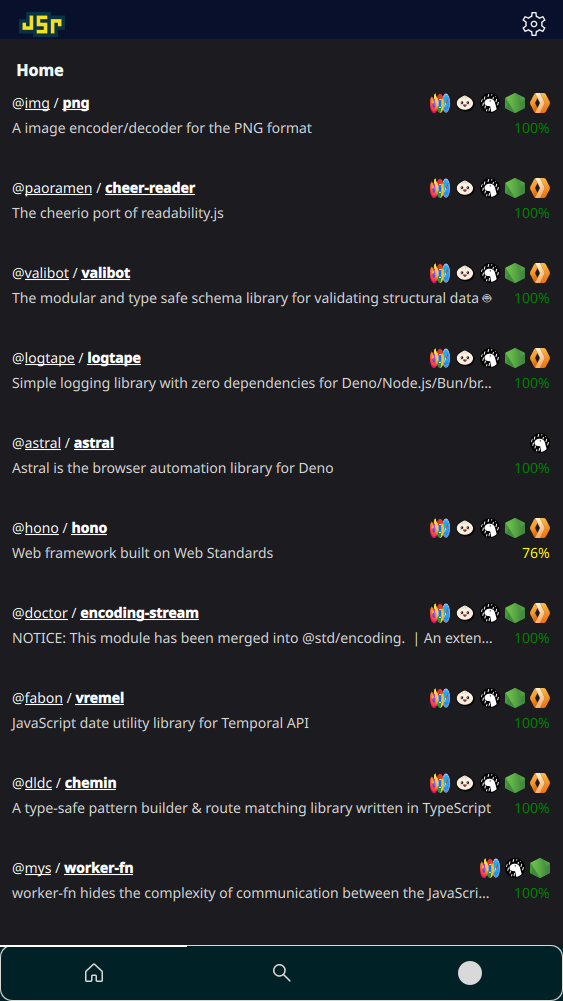 JSr
Home
@img / png
A image encoder/decoder for the PNG format
100%
@paoramen / cheer-reader
The cheerio port of readability.js
100%
@valibot / valibot
The modular and type safe schema library for validating structural data 🤓
100%
@logtape / logtape
Simple logging library with zero dependencies for Deno/Node.js/Bun/br...
100%
@astral / astral
Astral is the browser automation library for Deno
100%
@hono / hono
Web framework built on Web Standards
76%
@doctor / encoding-stream
NOTICE: This module has been merged into @std/encoding. | An exten...
100%
@fabon / vremel
JavaScript date utility library for Temporal API
100%
@dldc / chemin
A type-safe pattern builder & route matching library written in TypeScript
100%
@mys / worker-fn
worker-fn hides the complexity of communication between the JavaScri...
100%